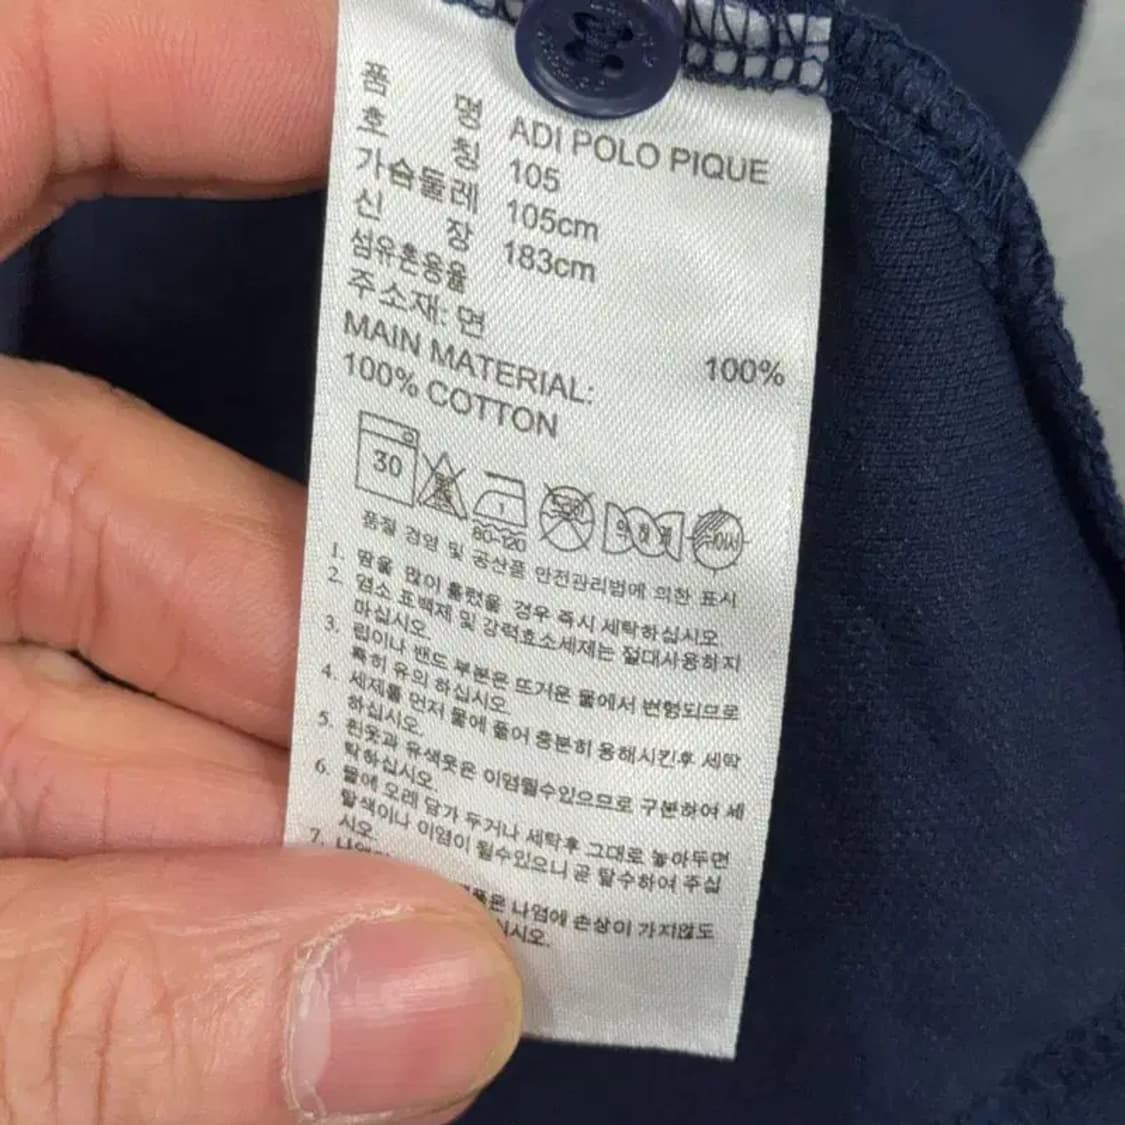 품 명 ADI POLO PIQUE
호 칭 105
가슴둘레 105cm
신 장 183cm
섬유혼용율
주소재: 면 100%
MAIN MATERIAL:
100% COTTON
30 80-120
품질 경영 및 공산품 안전관리법에 의한 표시
1. 땀을 많이 흘렸을 경우 즉시 세탁하십시오
2. 염소 표백제 및 강력효소세제는 절대사용하지
마십시오.
3. 립이나 밴드 부분은 뜨거운 물에서 변형되므로
특히 유의 하십시오.
4. 세제를 먼저 물에 풀어 충분히 용해시킨후 세탁
하십시오.
5. 흰옷과 유색옷은 이염될수있으므로 구분하여 세
탁하십시오.
6. 물에 오래 담가 두거나 세탁후 그대로 놓아두면
탈색이나 이염이 될수있으니 곧 탈수하여 주십
시오.
7. 나염에 손상이 가지않도